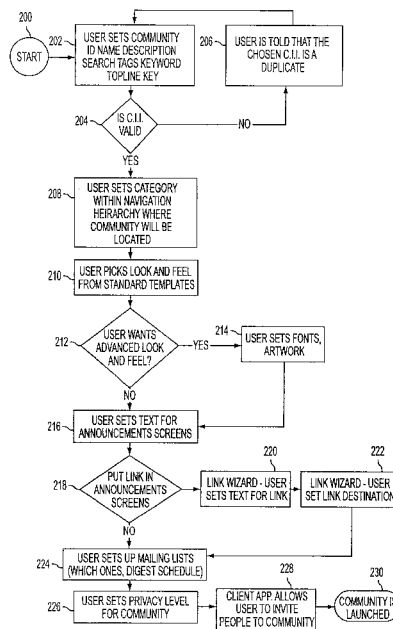 200
START
202
USER SETS COMMUNITY
ID NAME DESCRIPTION
SEARCH TAGS KEYWORD
TOPLINE KEY
206
USER IS TOLD THAT THE
CHOSEN C.I.I. IS A
DUPLICATE
204
IS C.I.I.
VALID
NO
YES
208
USER SETS CATEGORY
WITHIN NAVIGATION
HEIRARCHY WHERE
COMMUNITY WILL BE
LOCATED
210
USER PICKS LOOK AND FEEL
FROM STANDARD TEMPLATES
212
USER WANTS
ADVANCED LOOK
AND FEEL?
YES
214
USER SETS FONTS,
ARTWORK
NO
216
USER SETS TEXT FOR
ANNOUNCEMENTS SCREENS
218
PUT LINK IN
ANNOUNCEMENTS
SCREENS
220
LINK WIZARD - USER
SETS TEXT FOR LINK
222
LINK WIZARD - USER
SET LINK DESTINATION
NO
224
USER SETS UP MAILING LISTS
(WHICH ONES, DIGEST SCHEDULE)
226
USER SETS PRIVACY LEVEL
FOR COMMUNITY
228
CLIENT APP. ALLOWS
USER TO INVITE
PEOPLE TO COMMUNITY
230
COMMUNITY IS
LAUNCHED